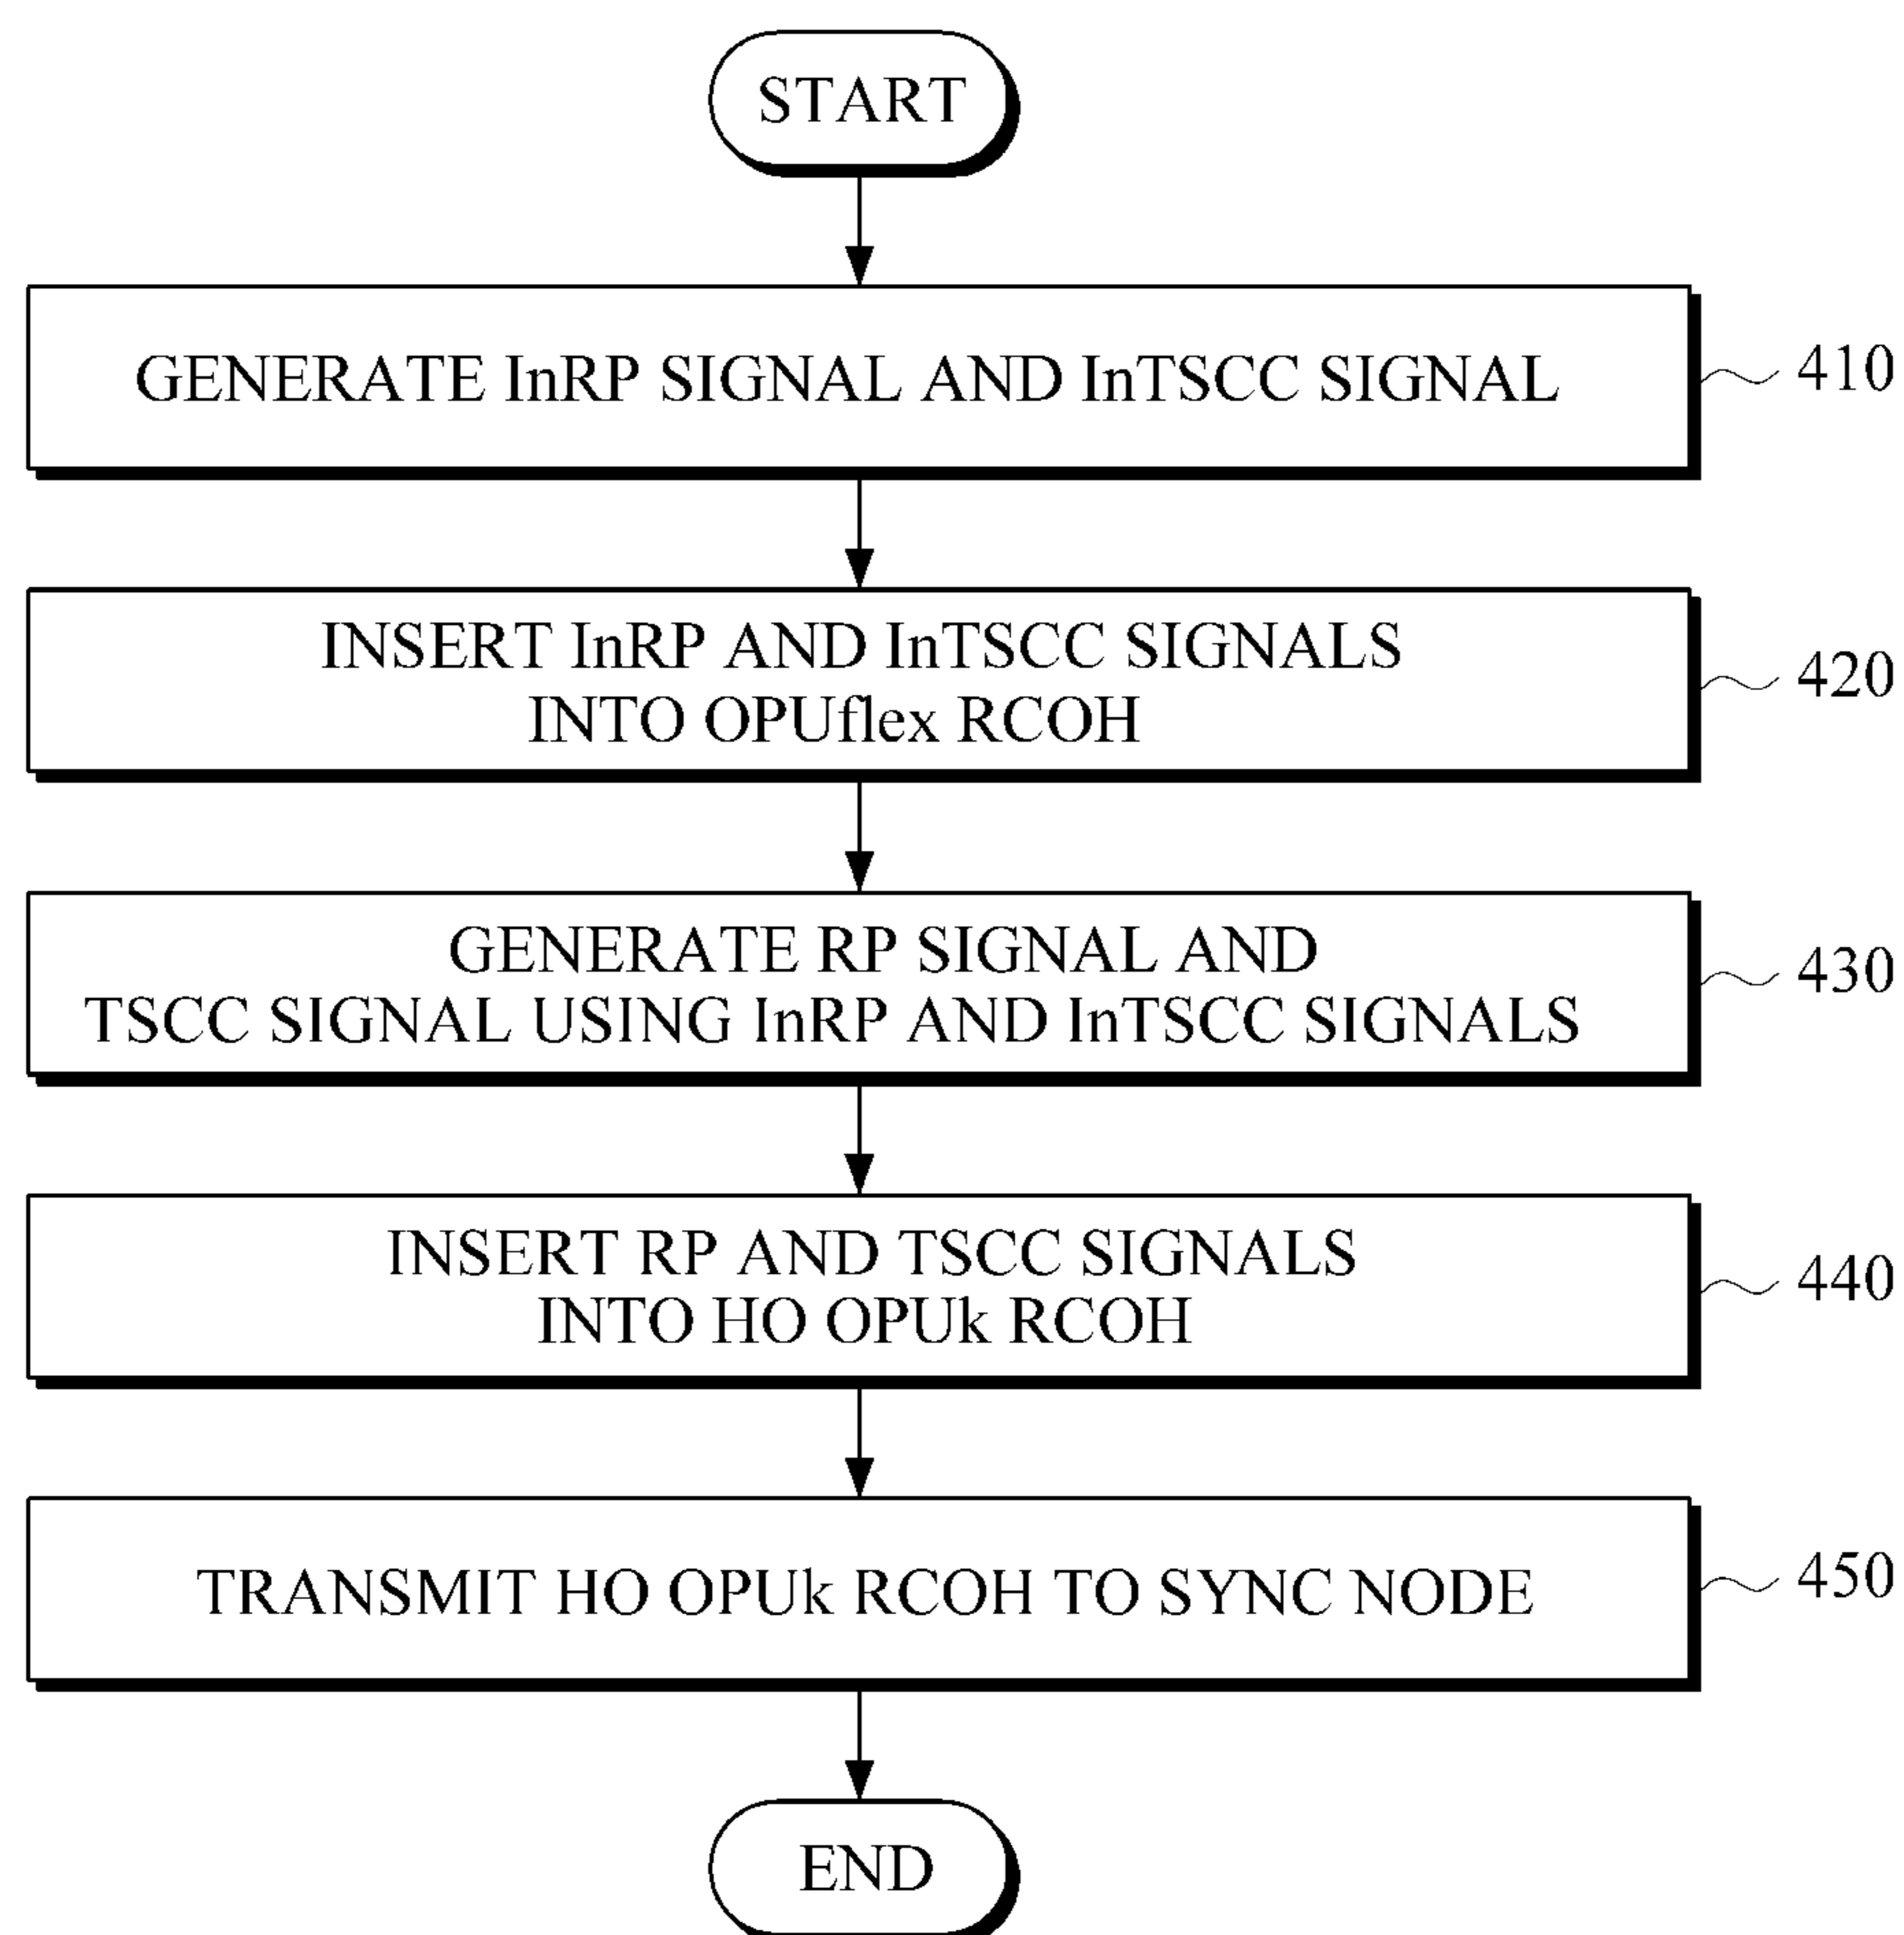 START
GENERATE InRP SIGNAL AND InTSCC SIGNAL
410
INSERT InRP AND InTSCC SIGNALS
INTO OPUflex RCOH
420
GENERATE RP SIGNAL AND
TSCC SIGNAL USING InRP AND InTSCC SIGNALS
430
INSERT RP AND TSCC SIGNALS
INTO HO OPUk RCOH
440
TRANSMIT HO OPUk RCOH TO SYNC NODE
450
END